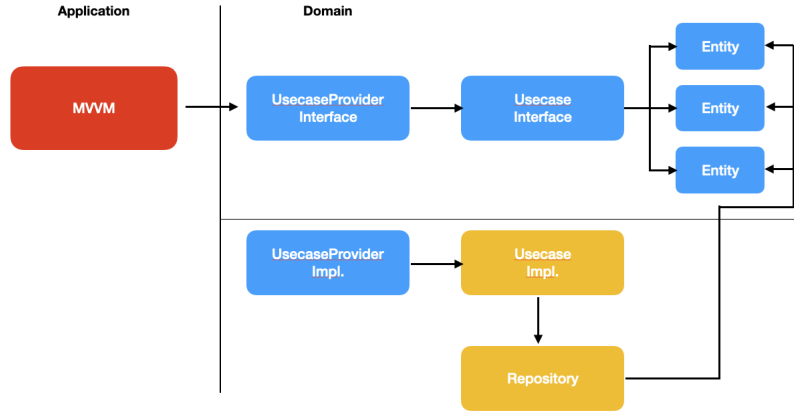 Application
Domain
MVVM
UsecaseProvider
Interface
Usecase
Interface
Entity
Entity
Entity
UsecaseProvider
Impl.
Usecase
Impl.
Repository